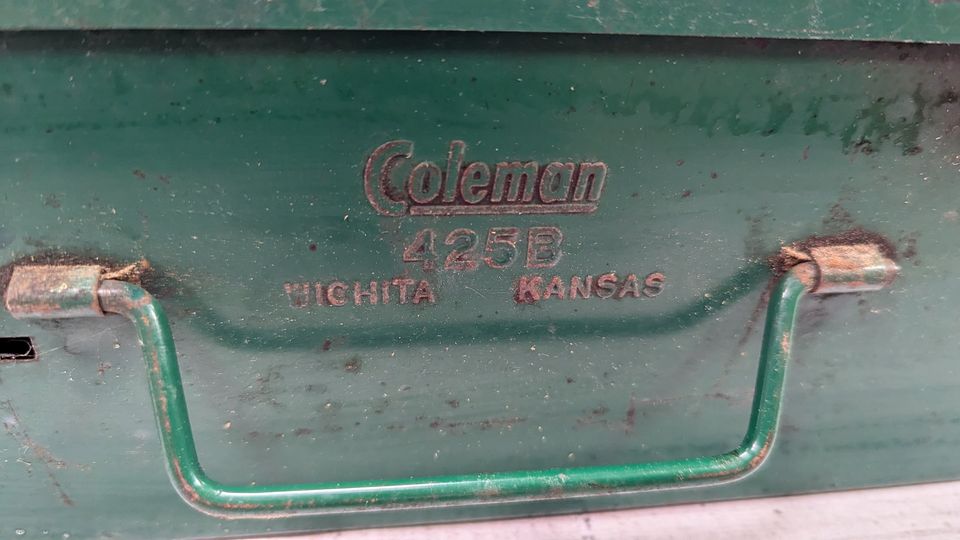 Coleman
425B
WICHITA KANSAS